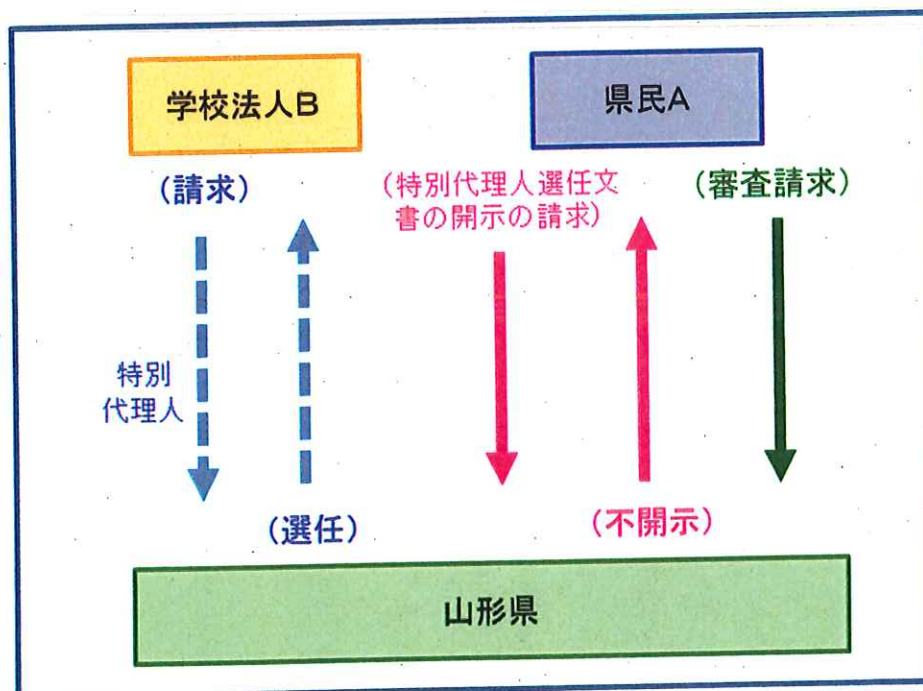 学校法人B
県民A
(請求)
(特別代理人選任文
書の開示の請求)
(審査請求)
特別
代理人
(選任)
(不開示)
山形県